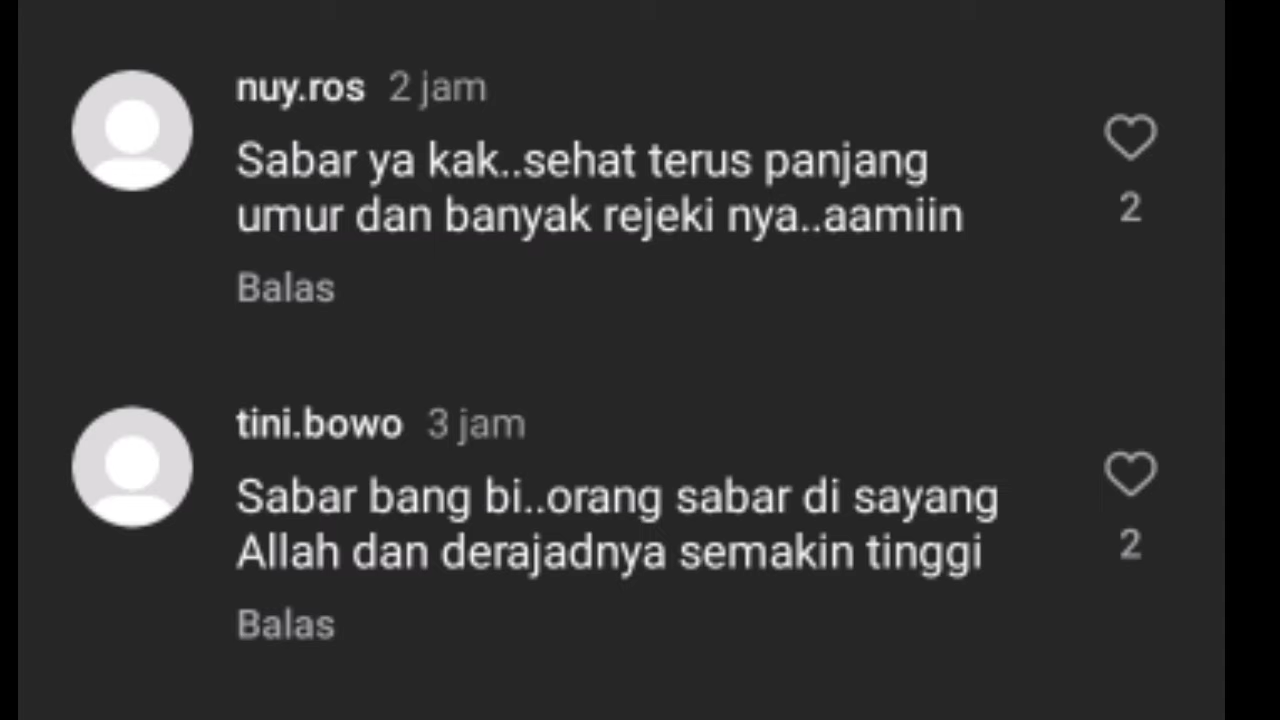 nuy.ros 2 jam
Sabar ya kak..sehat terus panjang
umur dan banyak rejeki nya..aamiin
2
Balas
tini.bowo 3 jam
Sabar bang bi..orang sabar di sayang
Allah dan derajadnya semakin tinggi
2
Balas